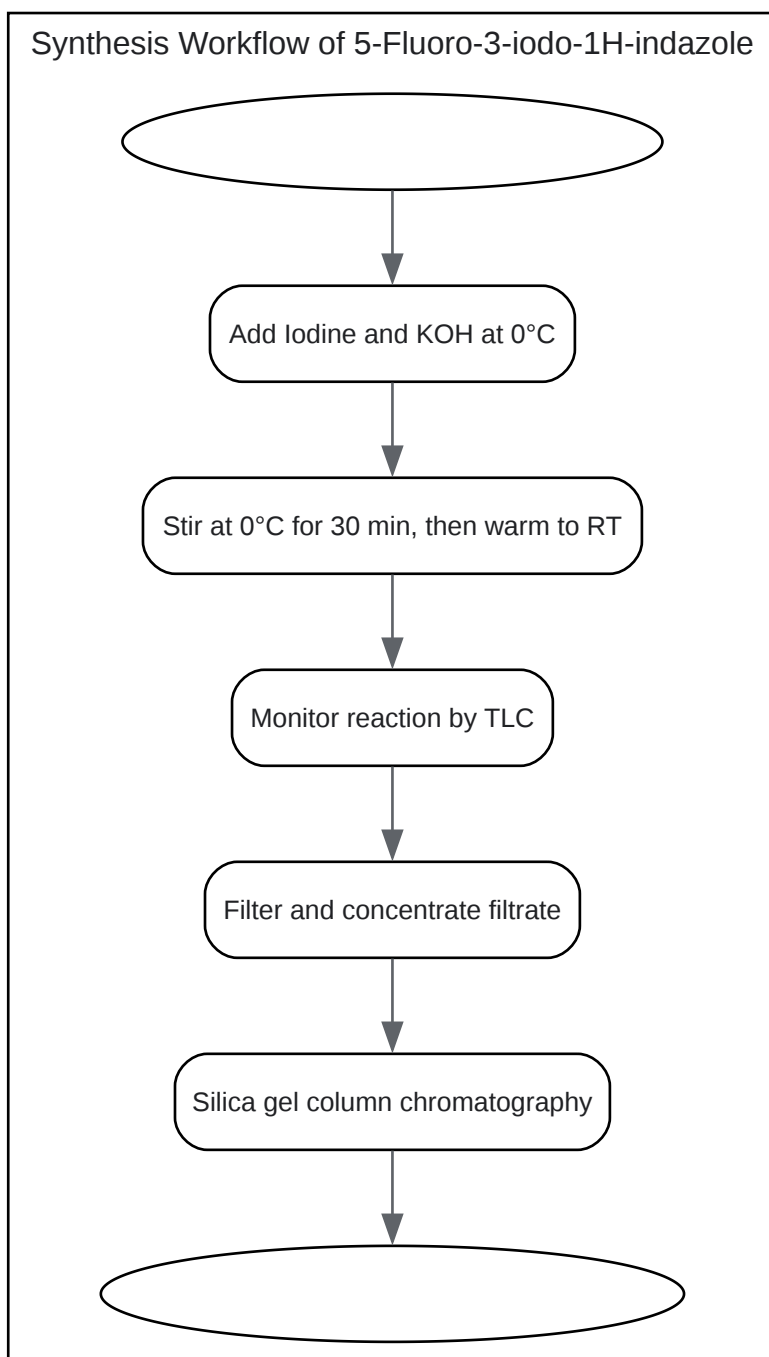 Synthesis Workflow of 5-Fluoro-3-iodo-1H-indazole
Add Iodine and KOH at 0°C
Stir at 0°C for 30 min, then warm to RT
Monitor reaction by TLC
Filter and concentrate filtrate
Silica gel column chromatography